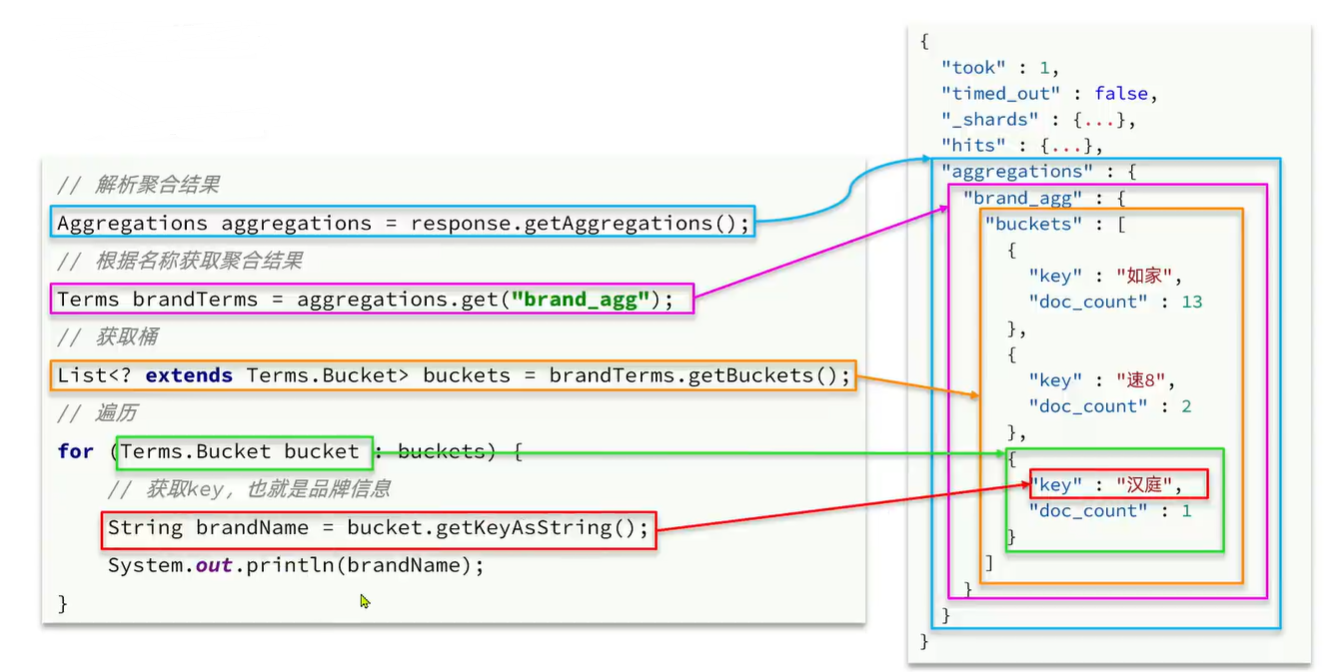 // 解析聚合结果
Aggregations aggregations = response.getAggregations();
// 根据名称获取聚合结果
Terms brandTerms = aggregations.get("brand_agg");
// 获取桶
List<? extends Terms.Bucket> buckets = brandTerms.getBuckets();
// 遍历
for (Terms.Bucket bucket : buckets) {
// 获取key，也就是品牌信息
String brandName = bucket.getKeyAsString();
System.out.println(brandName);
}
{
"took" : 1,
"timed_out" : false,
"_shards" : {...},
"hits" : {...},
"aggregations" : {
"brand_agg" : {
"buckets" : [
{
"key" : "如家",
"doc_count" : 13
},
{
"key" : "速8",
"doc_count" : 2
},
{
"key" : "汉庭",
"doc_count" : 1
}
]
}
}
}